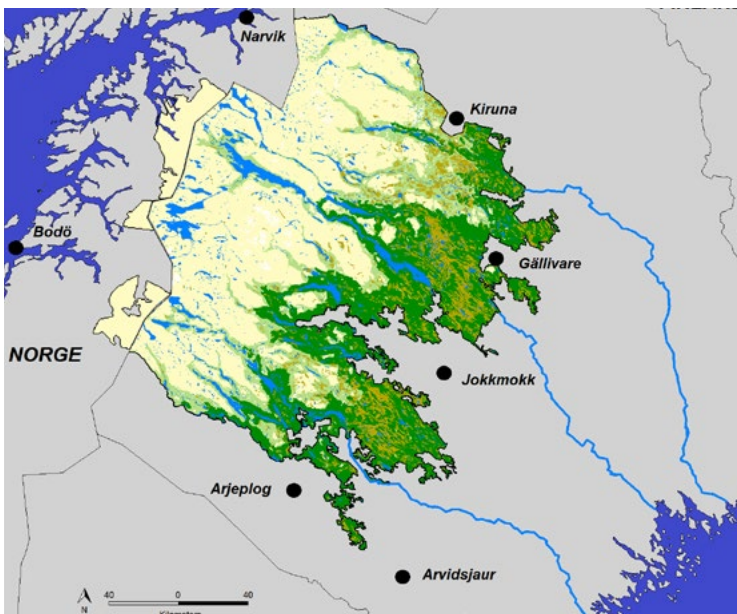 Narvik
Kiruna
Bodö
Gällivare
NORGE
Jokkmokk
Arjeplog
Arvidsjaur
N
40 0 40